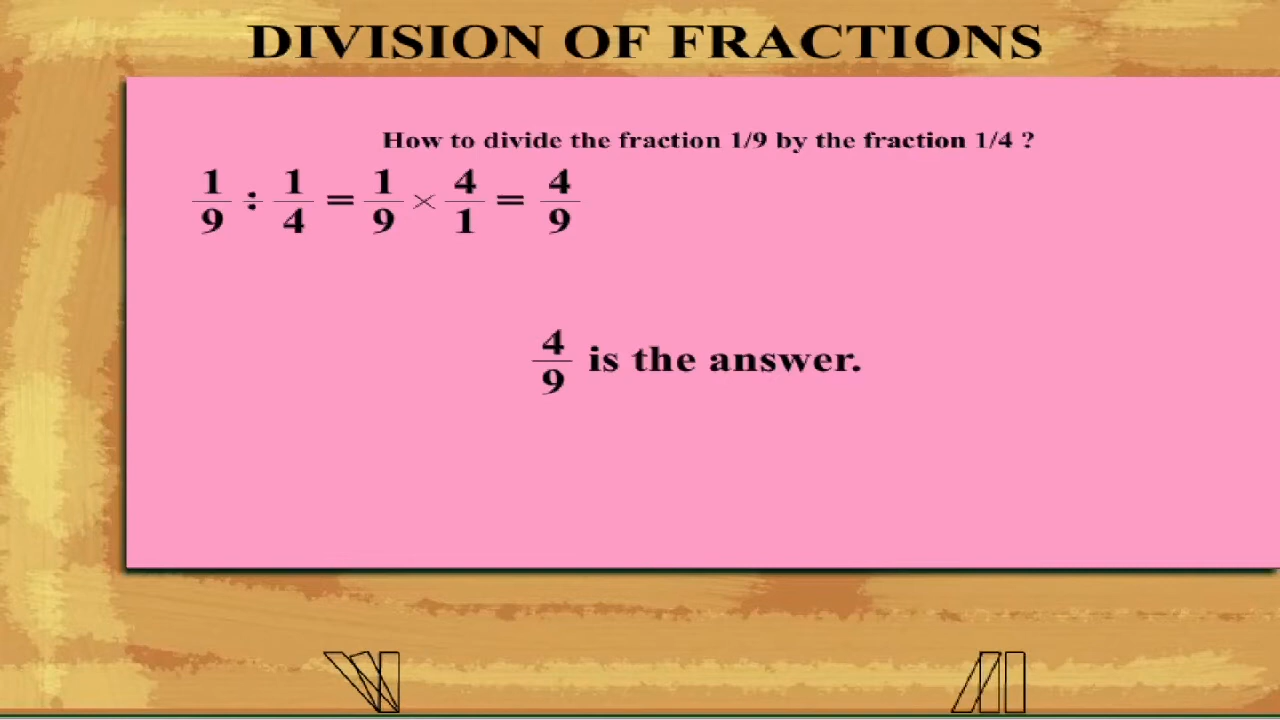 DIVISION OF FRACTIONS
How to divide the fraction 1/9 by the fraction 1/4 ?
1/9 ÷ 1/4 = 1/9 × 4/1 = 4/9
4/9 is the answer.